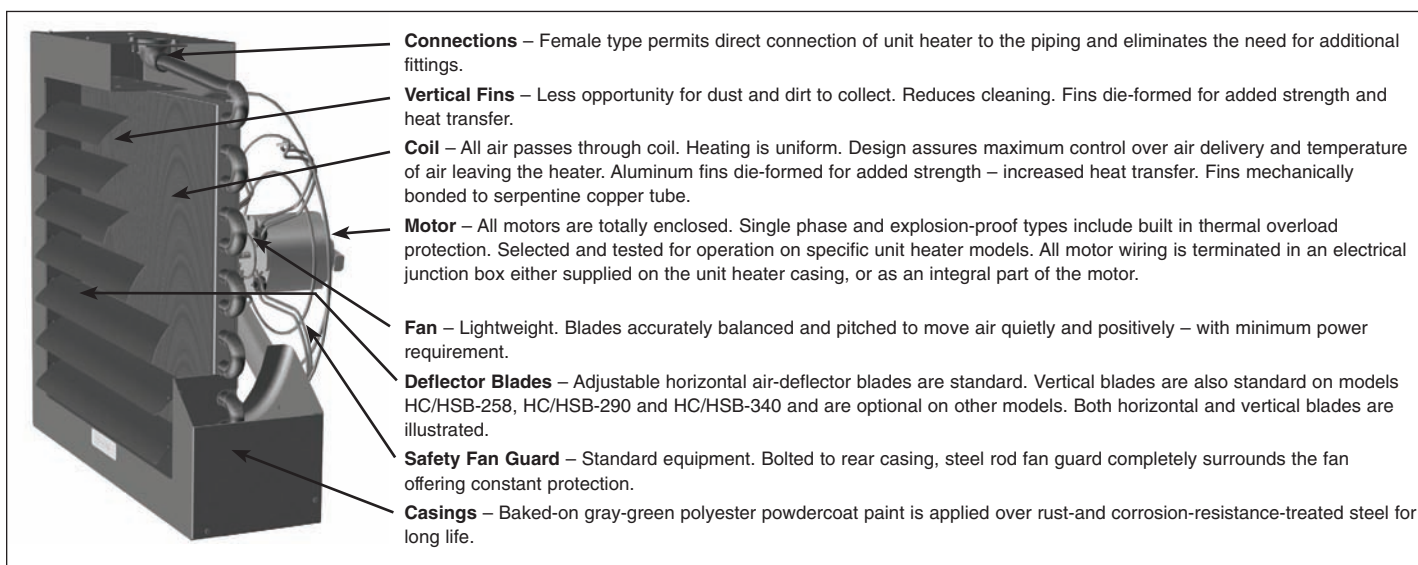 Connections – Female type permits direct connection of unit heater to the piping and eliminates the need for additional
fittings.
Vertical Fins – Less opportunity for dust and dirt to collect. Reduces cleaning. Fins die-formed for added strength and
heat transfer.
Coil – All air passes through coil. Heating is uniform. Design assures maximum control over air delivery and temperature
of air leaving the heater. Aluminum fins die-formed for added strength – increased heat transfer. Fins mechanically
bonded to serpentine copper tube.
Motor – All motors are totally enclosed. Single phase and explosion-proof types include built in thermal overload
protection. Selected and tested for operation on specific unit heater models. All motor wiring is terminated in an electrical
junction box either supplied on the unit heater casing, or as an integral part of the motor.
Fan – Lightweight. Blades accurately balanced and pitched to move air quietly and positively – with minimum power
requirement.
Deflector Blades – Adjustable horizontal air-deflector blades are standard. Vertical blades are also standard on models
HC/HSB-258, HC/HSB-290 and HC/HSB-340 and are optional on other models. Both horizontal and vertical blades are
illustrated.
Safety Fan Guard – Standard equipment. Bolted to rear casing, steel rod fan guard completely surrounds the fan
offering constant protection.
Casings – Baked-on gray-green polyester powdercoat paint is applied over rust-and corrosion-resistance-treated steel for
long life.